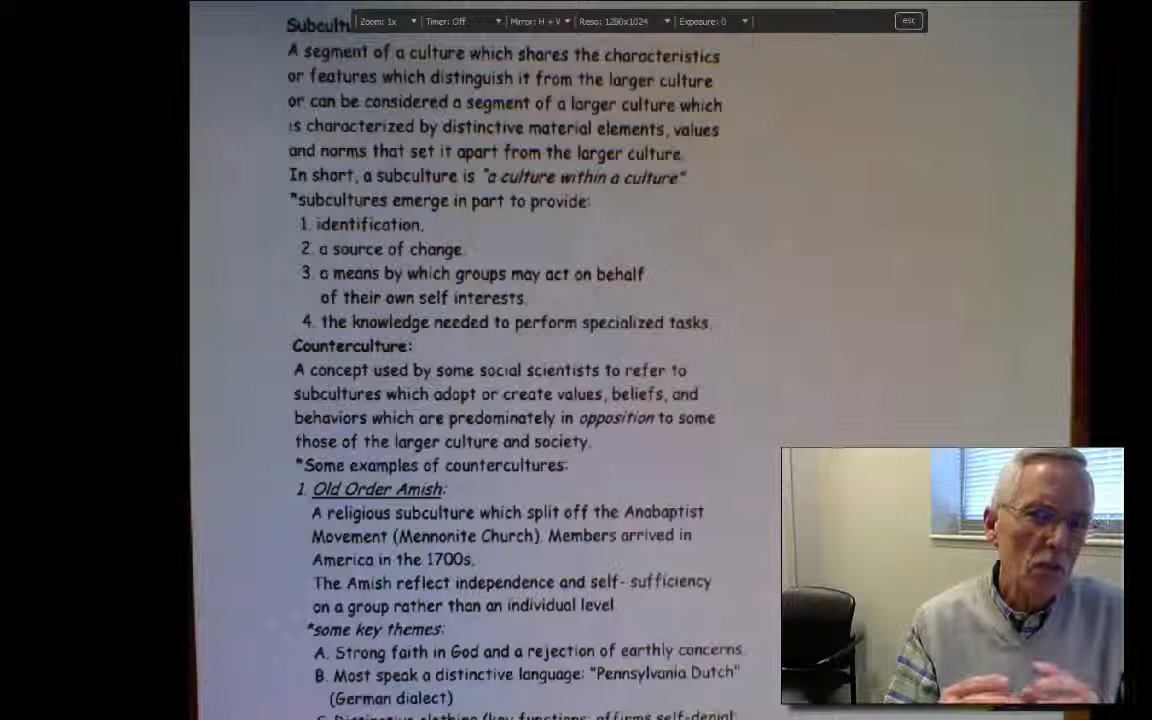 Zoom: 1x Timer: Off Mirror: H + V Reso: 1280x1024 Exposure: 0 esc
A segment of a culture which shares the characteristics
or features which distinguish it from the larger culture
or can be considered a segment of a larger culture which
is characterized by distinctive material elements, values
and norms that set it apart from the larger culture.
In short, a subculture is "a culture within a culture"
*subcultures emerge in part to provide:
1. identification.
2. a source of change.
3. a means by which groups may act on behalf
of their own self interests.
4. the knowledge needed to perform specialized tasks.
Counterculture:
A concept used by some social scientists to refer to
subcultures which adopt or create values, beliefs, and
behaviors which are predominately in opposition to some
those of the larger culture and society.
*Some examples of countercultures:
1. Old Order Amish:
A religious subculture which split off the Anabaptist
Movement (Mennonite Church). Members arrived in
America in the 1700s.
The Amish reflect independence and self- sufficiency
on a group rather than an individual level.
*some key themes:
A. Strong faith in God and a rejection of earthly concerns.
B. Most speak a distinctive language: "Pennsylvania Dutch"
(German dialect)
C. Distinctive clothing (key functions: affirms self-denial;